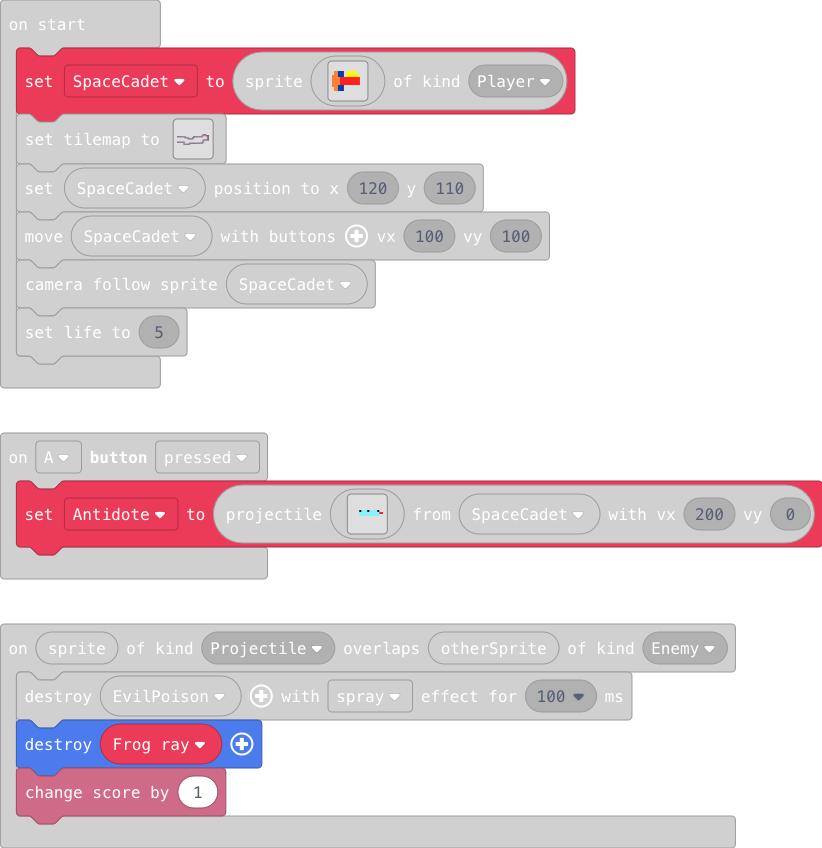 on start
set SpaceCadet to sprite of kind Player
set tilemap to
set SpaceCadet position to x 120 y 110
move SpaceCadet with buttons vx 100 vy 100
camera follow sprite SpaceCadet
set life to 5
on A button pressed
set Antidote to projectile from SpaceCadet with vx 200 vy 0
on sprite of kind Projectile overlaps otherSprite of kind Enemy
destroy EvilPoison with spray effect for 100 ms
destroy Frog ray
change score by 1